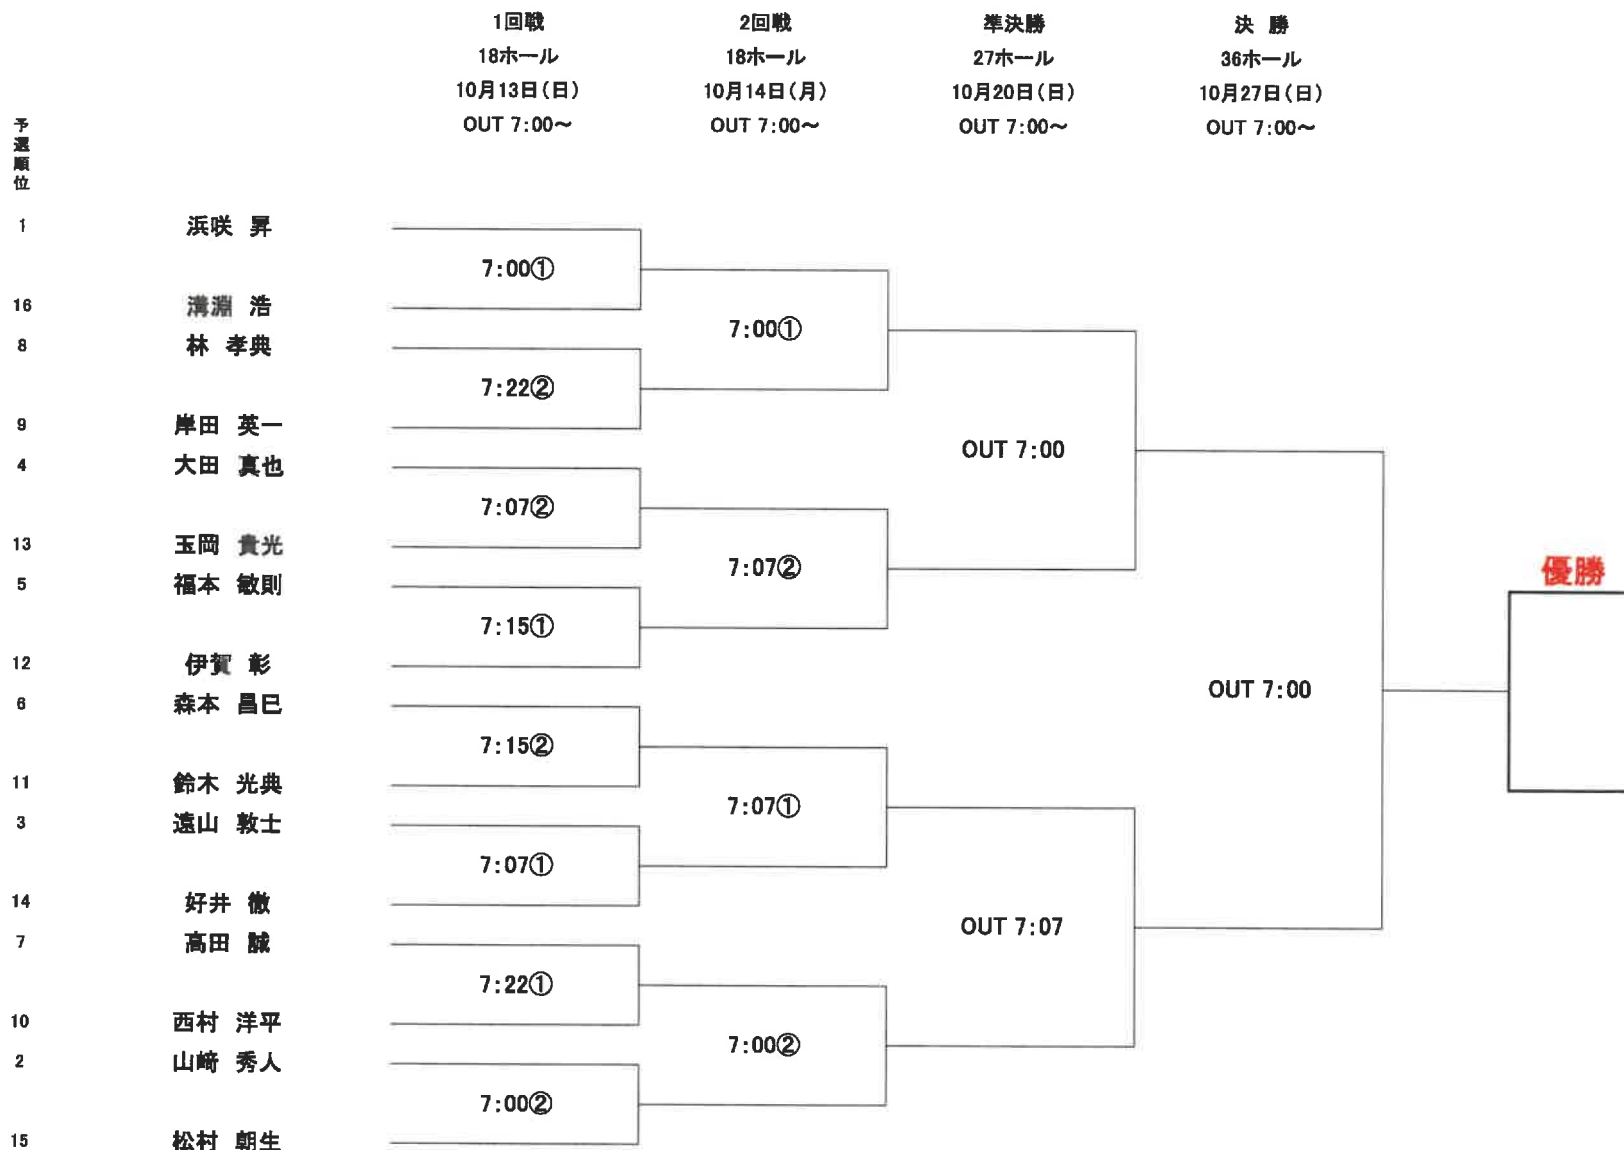 1回戦 2回戦 準決勝 決 勝
18ホール 18ホール 27ホール 36ホール
10月13日(日) 10月14日(月) 10月20日(日) 10月27日(日)
OUT 7:00～ OUT 7:00～ OUT 7:00～ OUT 7:00～
予選順位
1 浜咲 昇
7:00①
16 溝淵 浩
7:00①
8 林 孝典
7:22②
9 岸田 英一
OUT 7:00
4 大田 真也
7:07②
13 玉岡 貴光
7:07②
優勝
5 福本 敏則
7:15①
12 伊賀 彰
OUT 7:00
6 森本 昌巳
7:15②
11 鈴木 光典
7:07①
3 遠山 敦士
7:07①
14 好井 徹
OUT 7:07
7 高田 誠
7:22①
10 西村 洋平
7:00②
2 山﨑 秀人
7:00②
15 松村 朝生